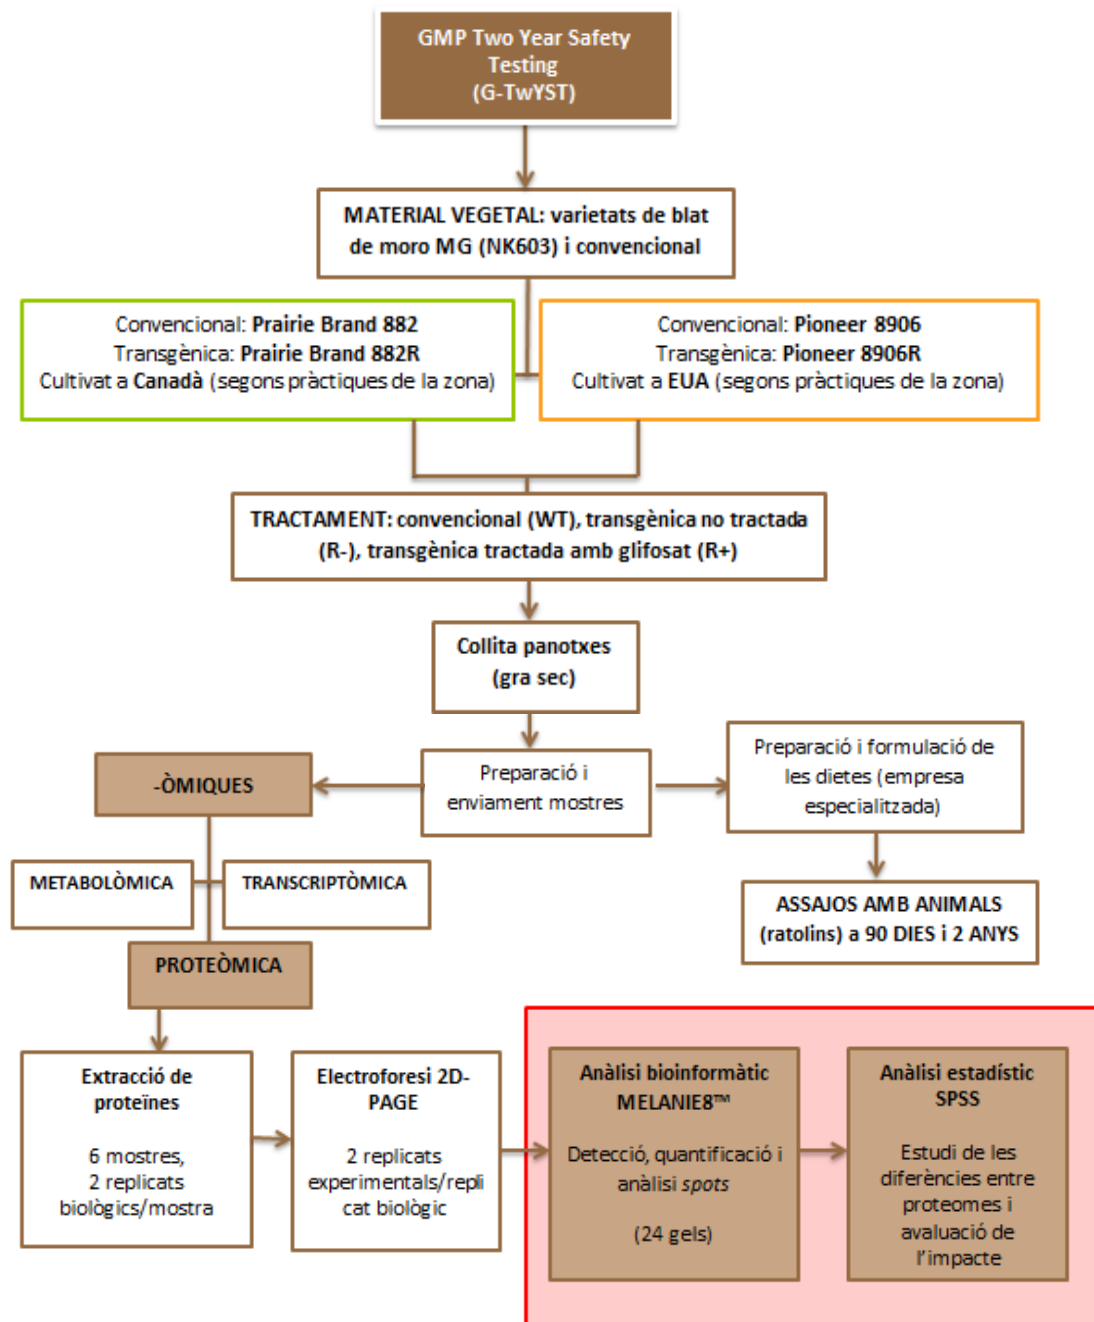 GMP Two Year Safety
Testing
(G-TwYST)
MATERIAL VEGETAL: varietats de blat
de moro MG (NK603) i convencional
Convencional: Prairie Brand 882
Transgènica: Prairie Brand 882R
Cultivat a Canadà (segons pràctiques de la zona)
Convencional: Pioneer 8906
Transgènica: Pioneer 8906R
Cultivat a EUA (segons pràctiques de la zona)
TRACTAMENT: convencional (WT), transgènica no tractada
(R-), transgènica tractada amb glifosat (R+)
Collita panotxes
(gra sec)
Preparació i
enviament mostres
Preparació i formulació de
les dietes (empresa
especialitzada)
-ÒMIQUES
METABOLÒMICA
TRANSCRIPTÒMICA
ASSAJOS AMB ANIMALS
(ratolins) a 90 DIES i 2 ANYS
PROTEÒMICA
Extracció de
proteïnes
6 mostres,
2 replicats
biològics/mostra
Electroforesi 2D-
PAGE
2 replicats
experimentals/repli
cat biològic
Anàlisi bioinformàtic
MELANIE8™
Detecció, quantificació i
anàlisi spots
(24 gels)
Anàlisi estadístic
SPSS
Estudi de les
diferències entre
proteomes i
avaluació de
l'impacte